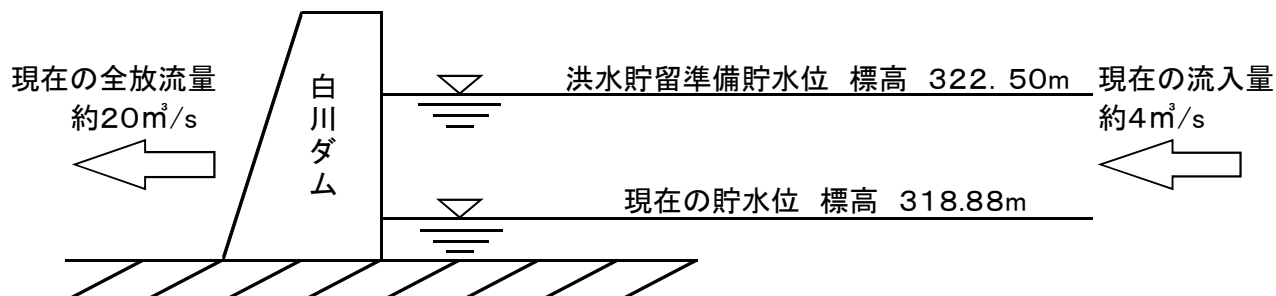 現在の全放流量
約20㎥/s
白川ダム
洪水貯留準備貯水位 標高 322.50m
現在の流入量
約4㎥/s
現在の貯水位 標高 318.88m